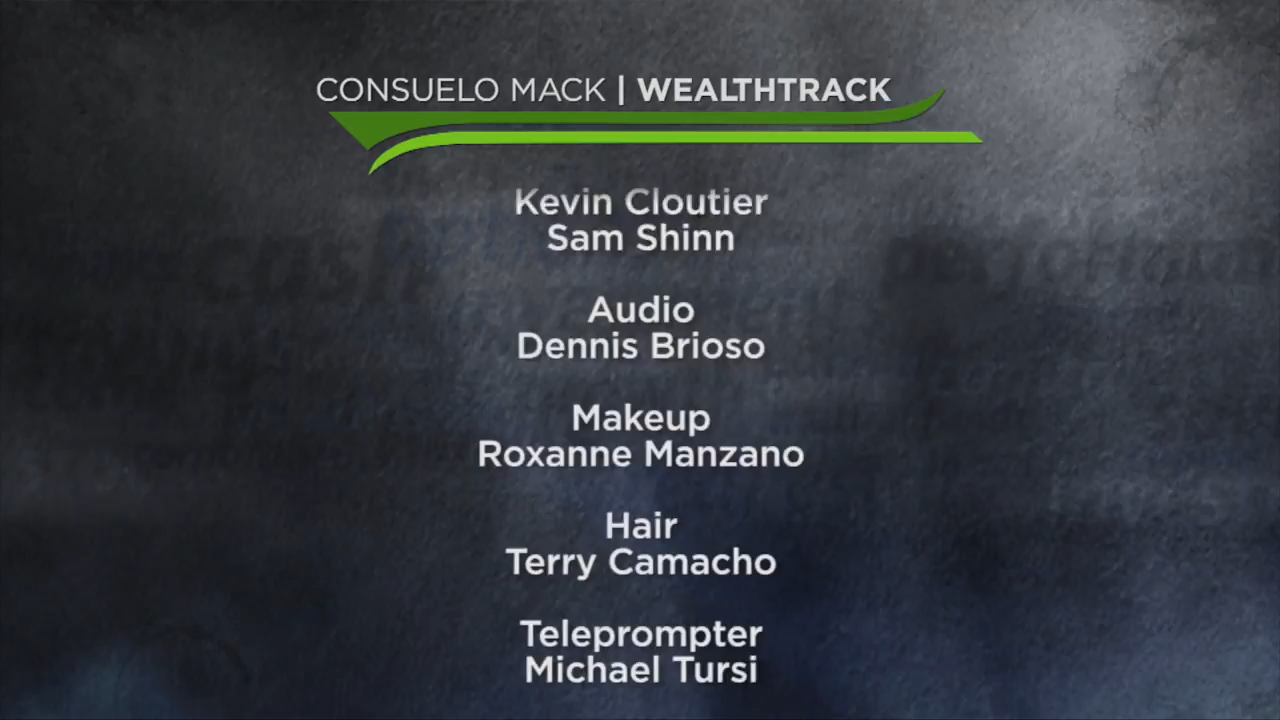 CONSUELO MACK | WEALTHTRACK
Kevin Cloutier
Sam Shinn
Audio
Dennis Brioso
Makeup
Roxanne Manzano
Hair
Terry Camacho
Teleprompter
Michael Tursi